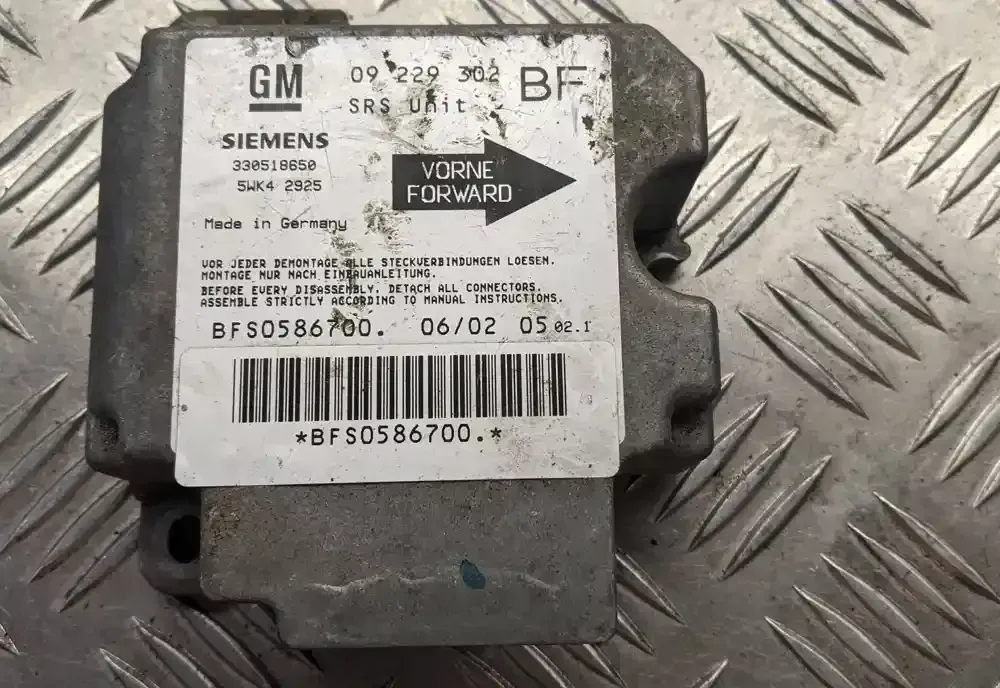 GM 09 229 302 BF
SRS Unit
SIEMENS
330518650
5WK4 2925
VORNE
FORWARD
Made in Germany
VOR JEDER DEMONTAGE ALLE STECKVERBINDUNGEN LOESEN.
MONTAGE NUR NACH EINBAUANLEITUNG.
BEFORE EVERY DISASSEMBLY, DETACH ALL CONNECTORS.
ASSEMBLE STRICTLY ACCORDING TO MANUAL INSTRUCTIONS.
BFS0586700. 06/02 05 02.1
*BFS0586700.*